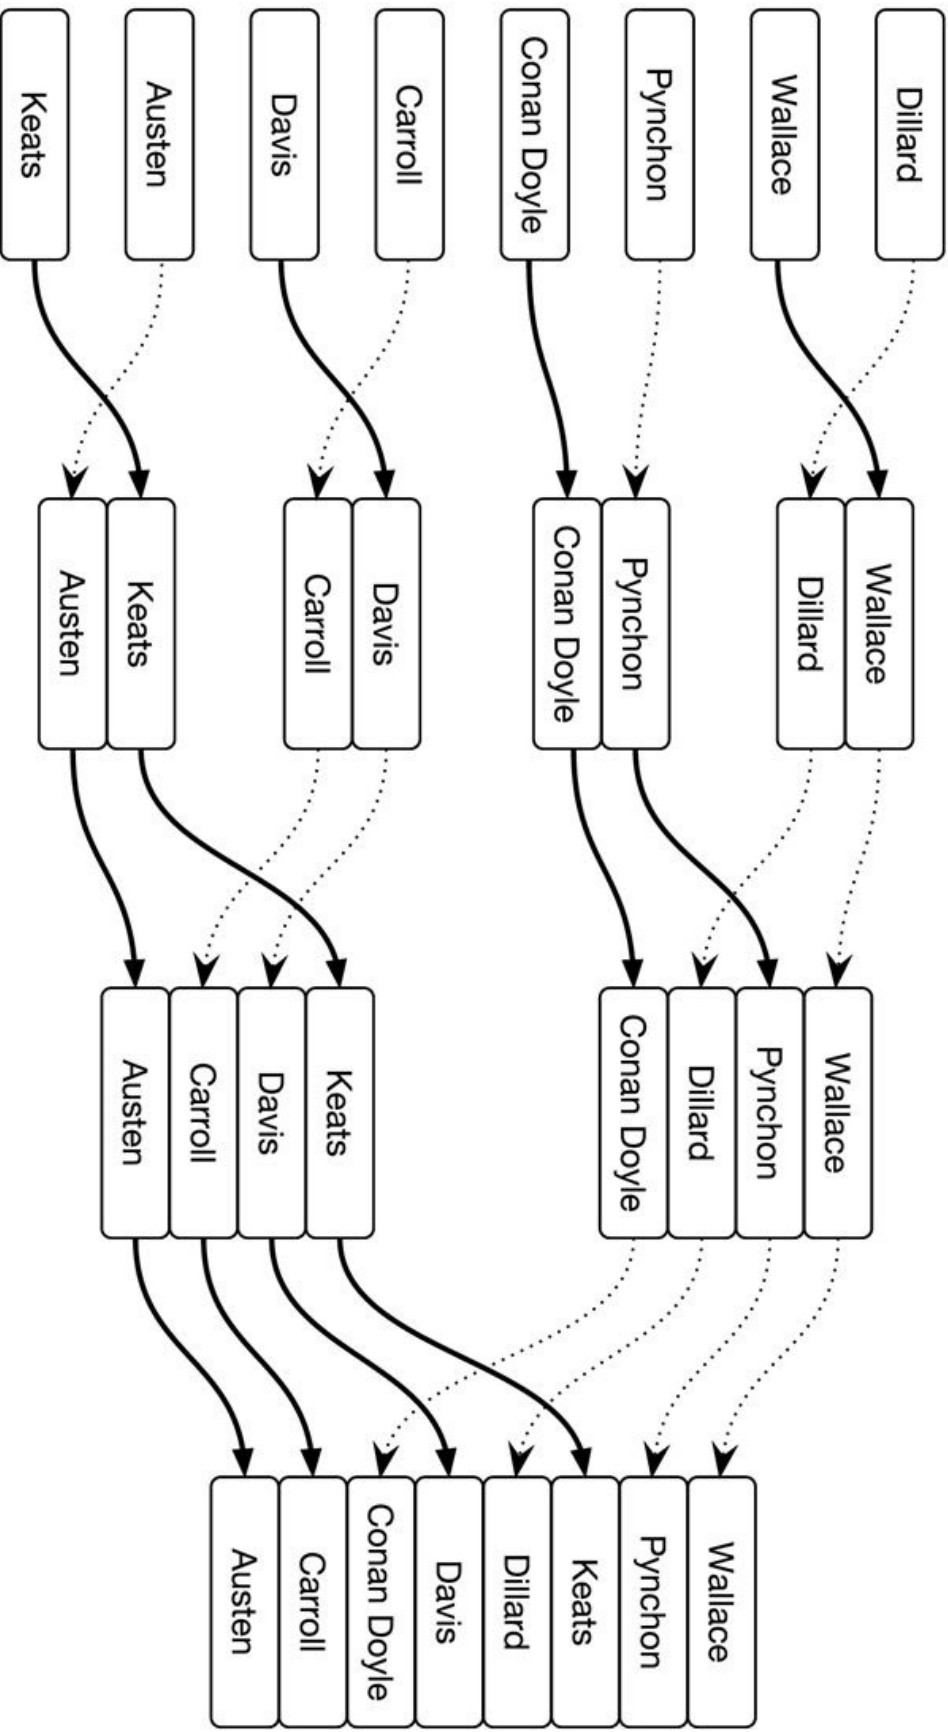 Keats
Austen
Davis
Carroll
Conan Doyle
Pynchon
Wallace
Dillard
Austen
Keats
Carroll
Davis
Conan Doyle
Pynchon
Dillard
Wallace
Austen
Carroll
Davis
Keats
Conan Doyle
Dillard
Pynchon
Wallace
Austen
Carroll
Conan Doyle
Davis
Dillard
Keats
Pynchon
Wallace